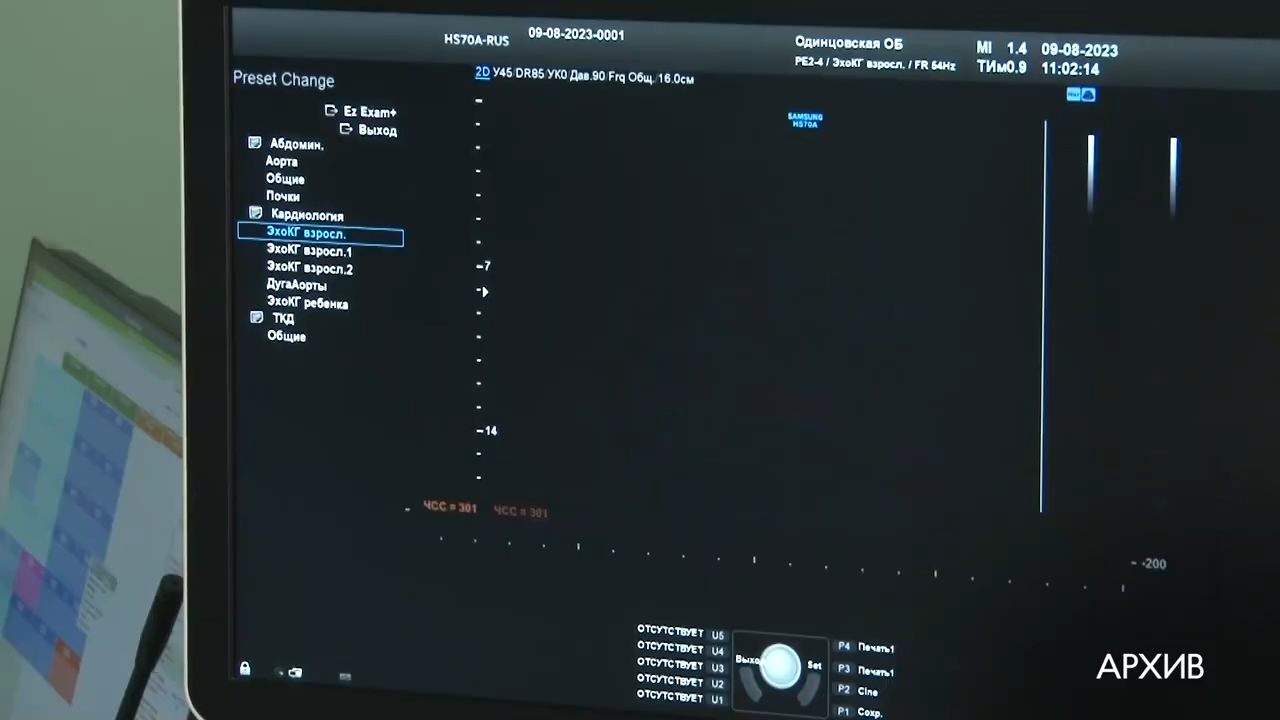 HS70A-RUS 09-08-2023-0001 Одинцовская ОБ MI 1.4 09-08-2023
PE2-4 / ЭхоКГ взросл. / FR 54Hz ТИм0.9 11:02:14
Preset Change
2D У45/DR85 УК0 Дав.90 Frq Общ. 16.0см
SAMSUNG
HS70A
Ez Exam+
Выход
Абдомин.
Аорта
Общие
Почки
Кардиология
ЭхоКГ взросл.
ЭхоКГ взросл.1
ЭхоКГ взросл.2
ДугаАорты
ЭхоКГ ребенка
ТКД
Общие
7
14
ЧСС = 301 ЧСС = 301
-200
ОТСУТСТВУЕТ U5
ОТСУТСТВУЕТ U4
ОТСУТСТВУЕТ U3
ОТСУТСТВУЕТ U2
ОТСУТСТВУЕТ U1
Выход Set
P4 Печать1
P3 Печать1
P2 Cine
P1 Сохр.
АРХИВ